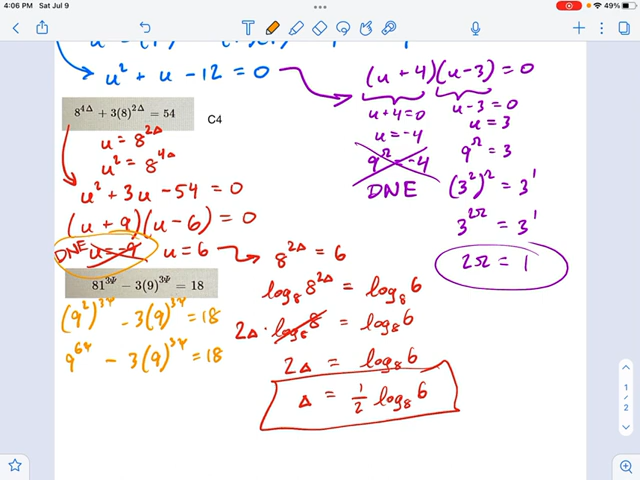 4:06 PM Sat Jul 9
49%
u² + u - 12 = 0
(u + 4)(u - 3) = 0
u + 4 = 0
u = -4
9^Ω = -4
DNE
u - 3 = 0
u = 3
9^Ω = 3
(3²)^Ω = 3¹
3^(2Ω) = 3¹
2Ω = 1
8^(4Δ) + 3(8)^(2Δ) = 54
C4
u = 8^(2Δ)
u² = 8^(4Δ)
u² + 3u - 54 = 0
(u + 9)(u - 6) = 0
DNE u = -9 u = 6
8^(2Δ) = 6
log₈ 8^(2Δ) = log₈ 6
2Δ · log₈ 8 = log₈ 6
2Δ = log₈ 6
Δ = 1/2 log₈ 6
81^(3Ψ) − 3(9)^(3Ψ) = 18
(9²)^(3Ψ) - 3(9)^(3Ψ) = 18
9^(6Ψ) - 3(9)^(3Ψ) = 18
1
/
2